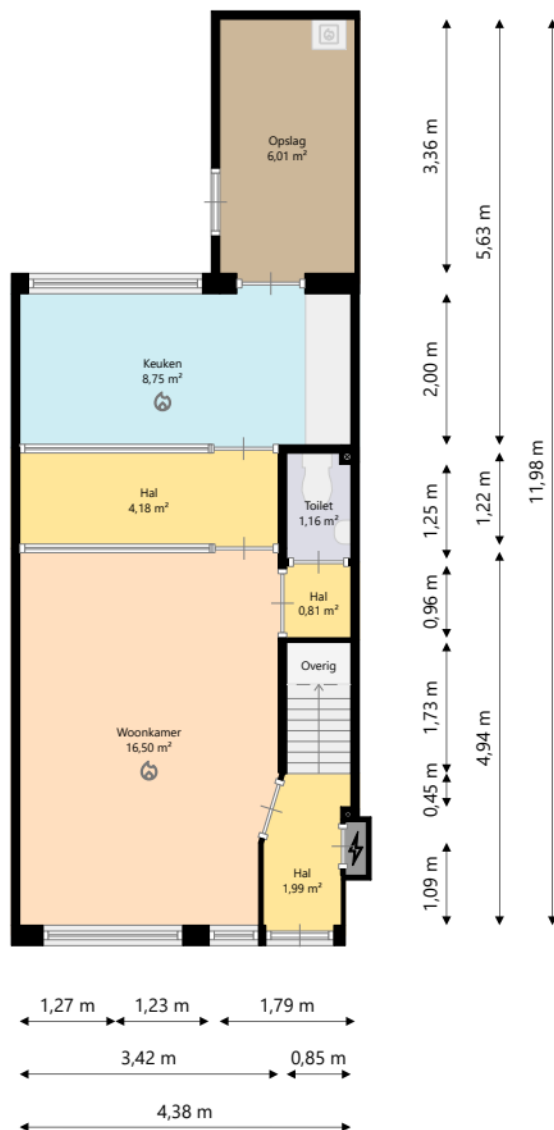 Opslag
6,01 m²
3,36 m
5,63 m
11,98 m
Keuken
8,75 m²
2,00 m
Hal
4,18 m²
Toilet
1,16 m²
1,25 m
1,22 m
Hal
0,81 m²
0,96 m
Overig
1,73 m
4,94 m
Woonkamer
16,50 m²
0,45 m
Hal
1,99 m²
1,09 m
1,27 m
1,23 m
1,79 m
3,42 m
0,85 m
4,38 m